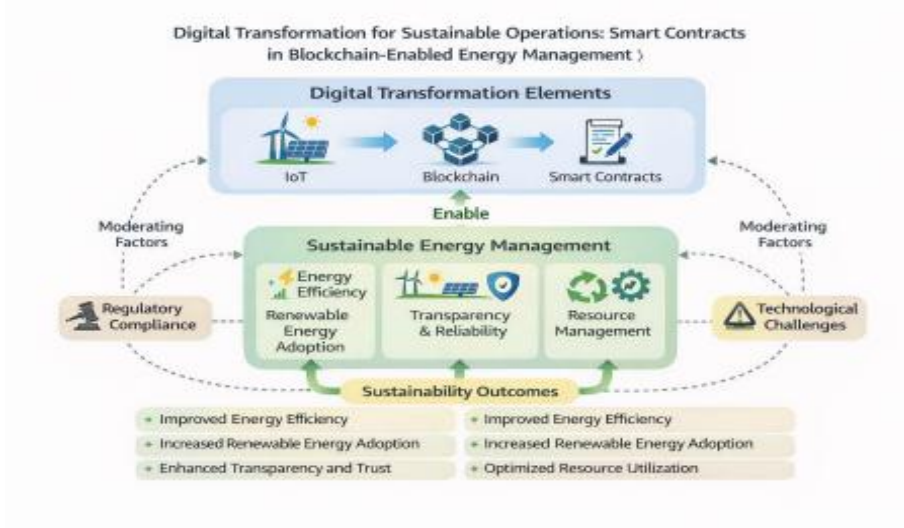 Digital Transformation for Sustainable Operations: Smart Contracts
in Blockchain-Enabled Energy Management ⟩
Digital Transformation Elements
IoT
Blockchain
Smart Contracts
Enable
Moderating
Factors
Moderating
Factors
Sustainable Energy Management
Energy
Efficiency
Renewable
Energy
Adoption
Transparency
& Reliability
Resource
Management
Regulatory
Compliance
Technological
Challenges
Sustainability Outcomes
+ Improved Energy Efficiency
+ Increased Renewable Energy Adoption
+ Enhanced Transparency and Trust
+ Improved Energy Efficiency
+ Increased Renewable Energy Adoption
+ Optimized Resource Utilization